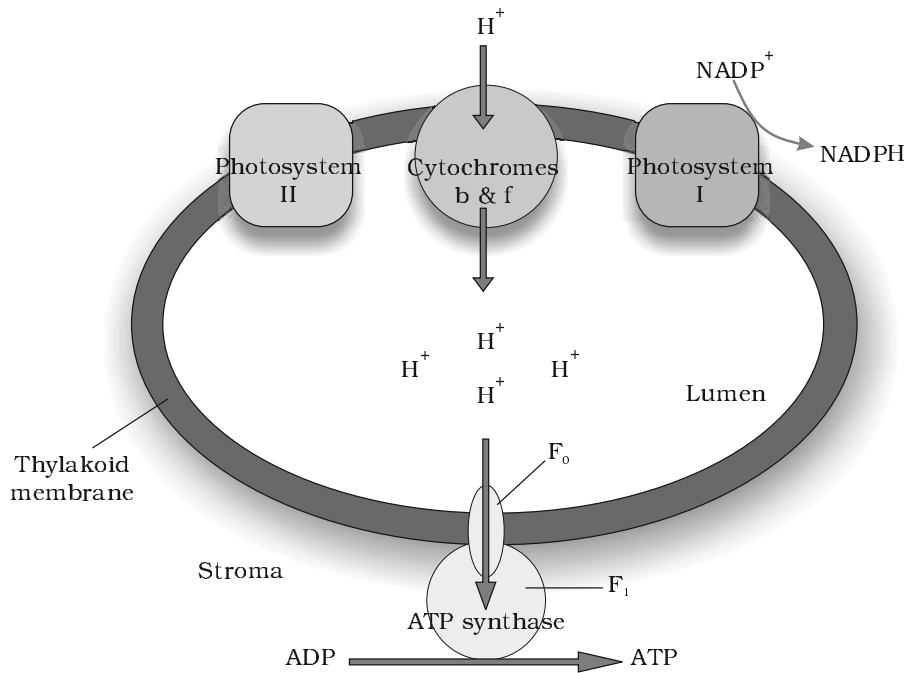 H⁺
NADP⁺
NADPH
Photosystem
II
Cytochromes
b & f
Photosystem
I
H⁺
H⁺
H⁺
H⁺
Lumen
F₀
Thylakoid
membrane
Stroma
F₁
ATP synthase
ADP
ATP